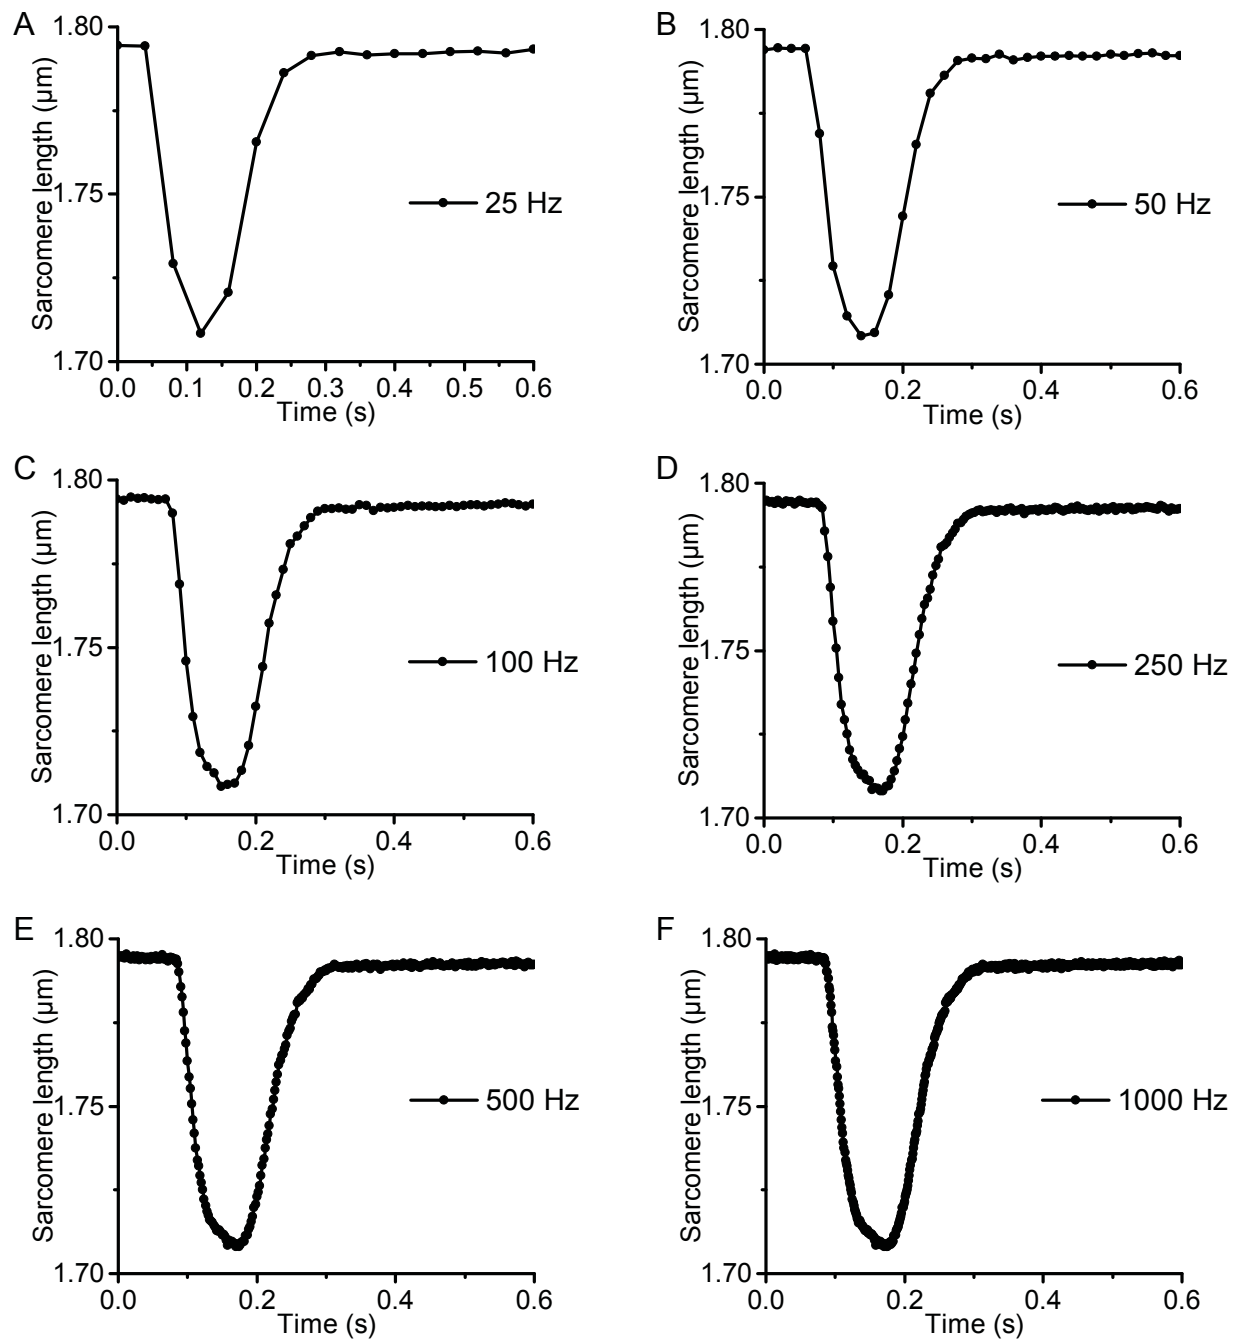 A
Sarcomere length (µm)
1.80
1.75
1.70
0.0 0.1 0.2 0.3 0.4 0.5 0.6
Time (s)
25 Hz
B
Sarcomere length (µm)
1.80
1.75
1.70
0.0 0.2 0.4 0.6
Time (s)
50 Hz
C
Sarcomere length (µm)
1.80
1.75
1.70
0.0 0.2 0.4 0.6
Time (s)
100 Hz
D
Sarcomere length (µm)
1.80
1.75
1.70
0.0 0.2 0.4 0.6
Time (s)
250 Hz
E
Sarcomere length (µm)
1.80
1.75
1.70
0.0 0.2 0.4 0.6
Time (s)
500 Hz
F
Sarcomere length (µm)
1.80
1.75
1.70
0.0 0.2 0.4 0.6
Time (s)
1000 Hz